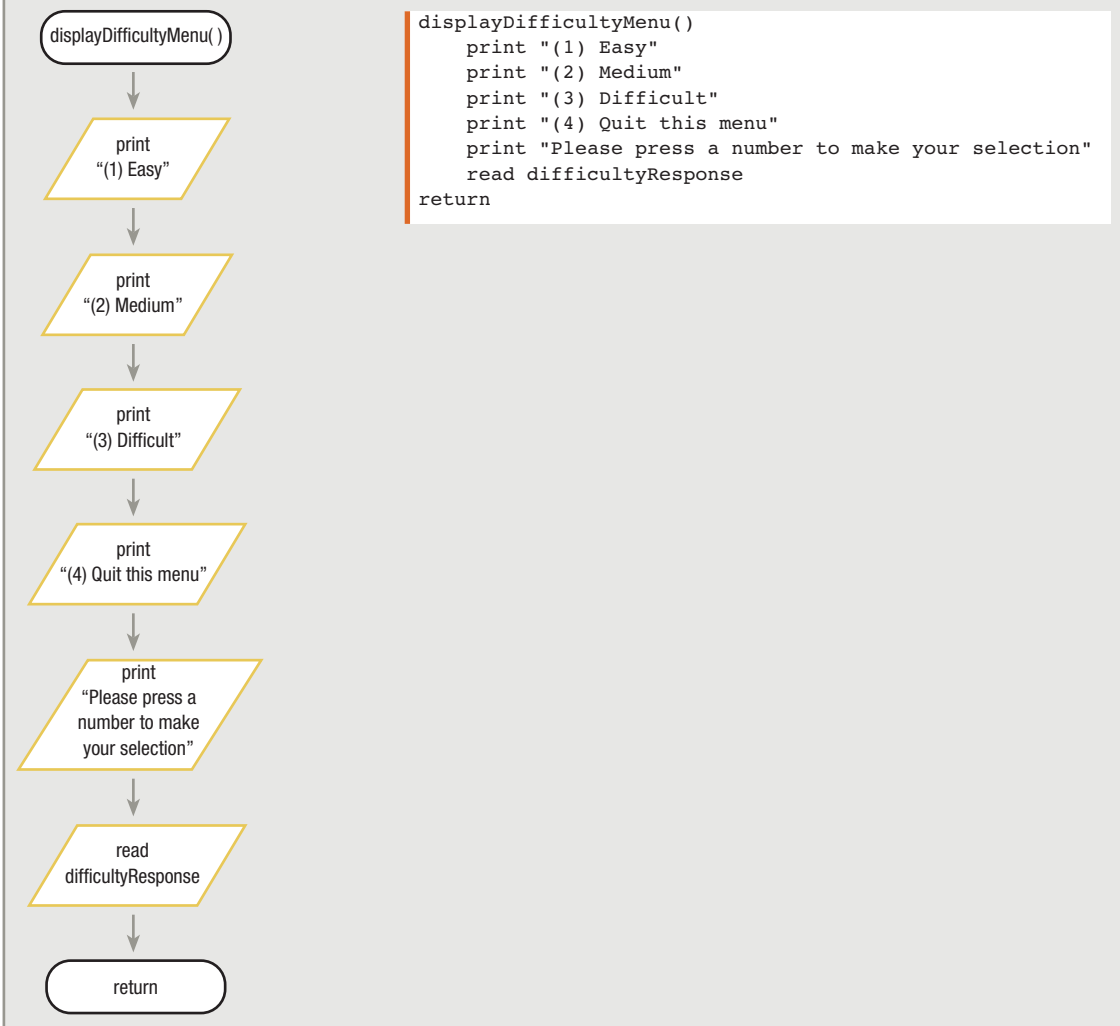 displayDifficultyMenu( )
print
“(1) Easy”
print
“(2) Medium”
print
“(3) Difficult”
print
“(4) Quit this menu”
print
“Please press a
number to make
your selection”
read
difficultyResponse
return
displayDifficultyMenu()
print "(1) Easy"
print "(2) Medium"
print "(3) Difficult"
print "(4) Quit this menu"
print "Please press a number to make your selection"
read difficultyResponse
return